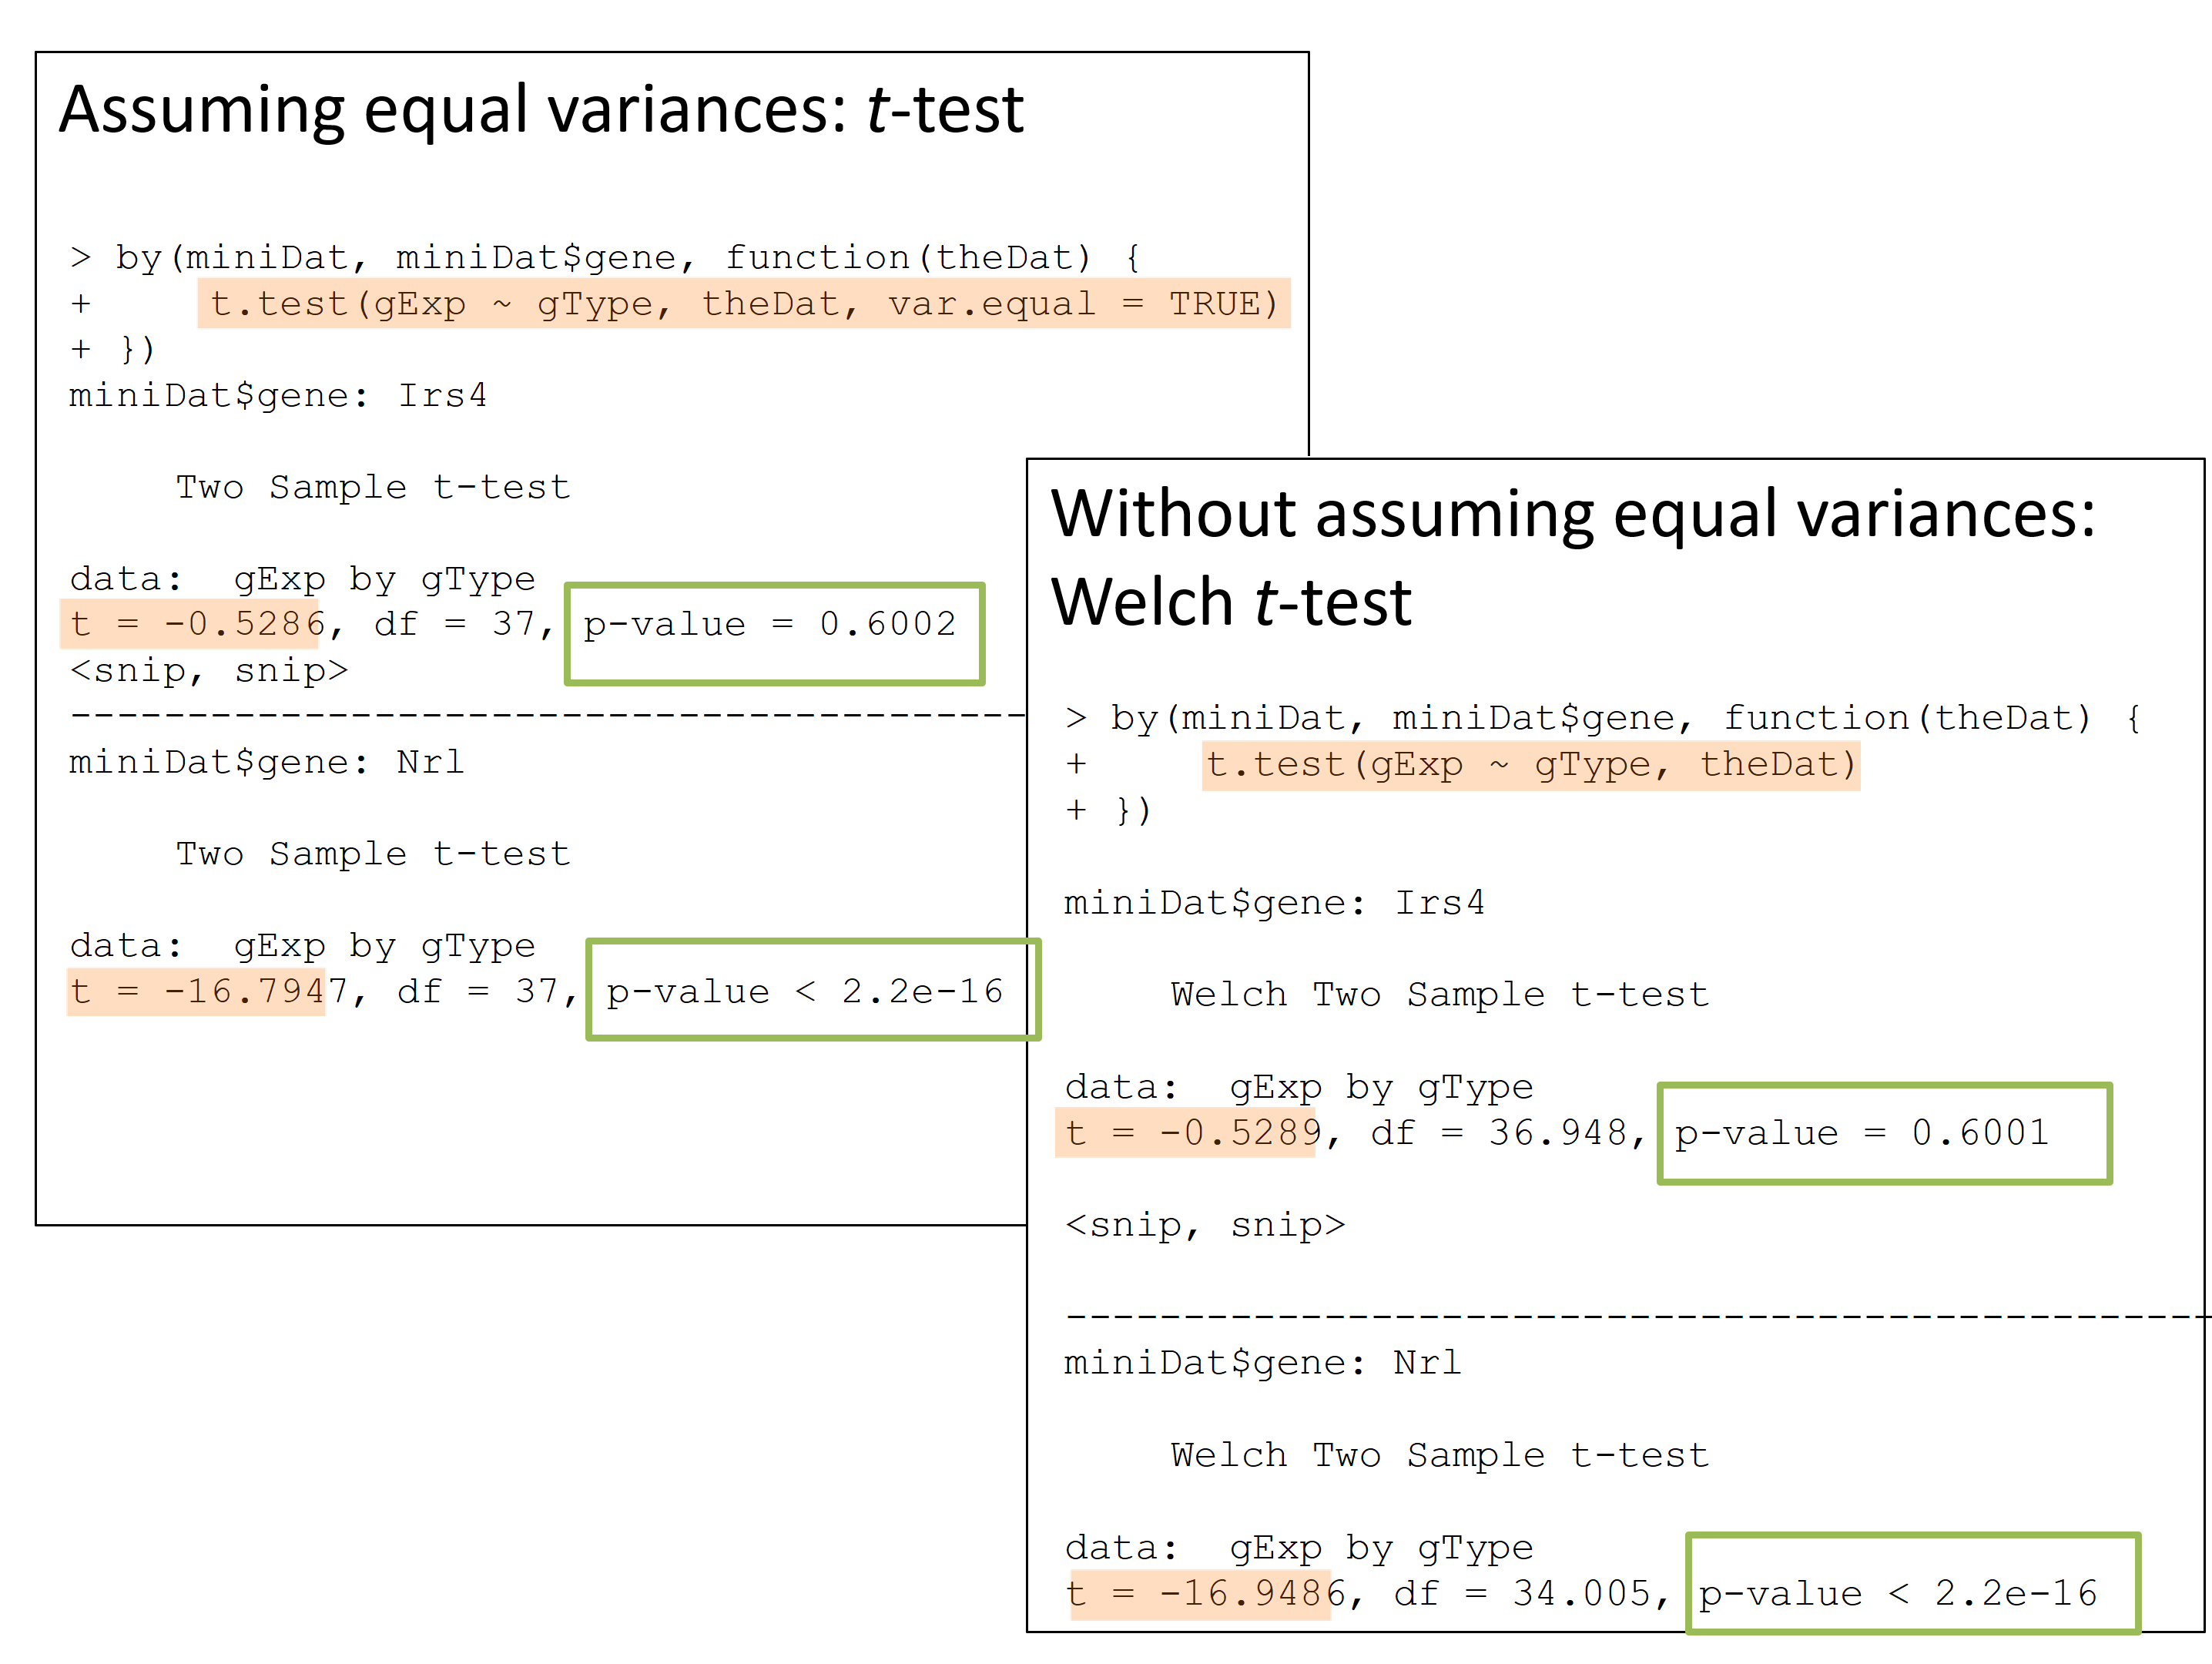 Assuming equal variances: t-test
> by(miniDat, miniDat$gene, function(theDat) {
+     t.test(gExp ~ gType, theDat, var.equal = TRUE)
+ })
miniDat$gene: Irs4
Two Sample t-test
data:  gExp by gType
t = -0.5286, df = 37, p-value = 0.6002
<snip, snip>
-----------------------------------------
miniDat$gene: Nrl
Two Sample t-test
data:  gExp by gType
t = -16.7947, df = 37, p-value < 2.2e-16
Without assuming equal variances:
Welch t-test
> by(miniDat, miniDat$gene, function(theDat) {
+     t.test(gExp ~ gType, theDat)
+ })
miniDat$gene: Irs4
Welch Two Sample t-test
data:  gExp by gType
t = -0.5289, df = 36.948, p-value = 0.6001
<snip, snip>
-------------------------------------------------
miniDat$gene: Nrl
Welch Two Sample t-test
data:  gExp by gType
t = -16.9486, df = 34.005, p-value < 2.2e-16